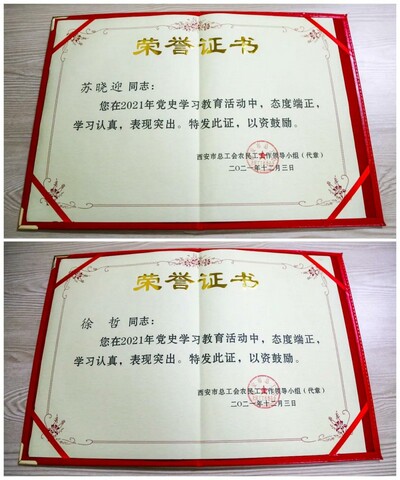 荣誉证书
苏晓迎 同志：
您在2021年党史学习教育活动中，态度端正，
学习认真，表现突出。特发此证，以资鼓励。
西安市总工会农民工工作领导小组（代章）
二〇二一年十二月三日
荣誉证书
徐 哲 同志：
您在2021年党史学习教育活动中，态度端正，
学习认真，表现突出。特发此证，以资鼓励。
西安市总工会农民工工作领导小组（代章）
二〇二一年十二月三日